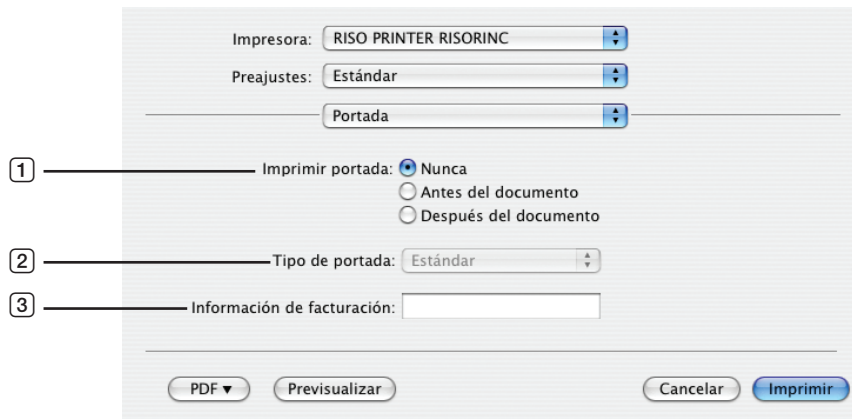 Impresora: RISO PRINTER RISORINC
Preajustes: Estándar
Portada
1 Imprimir portada: Nunca
Antes del documento
Después del documento
2 Tipo de portada: Estándar
3 Información de facturación:
PDF▼ Previsualizar Cancelar Imprimir